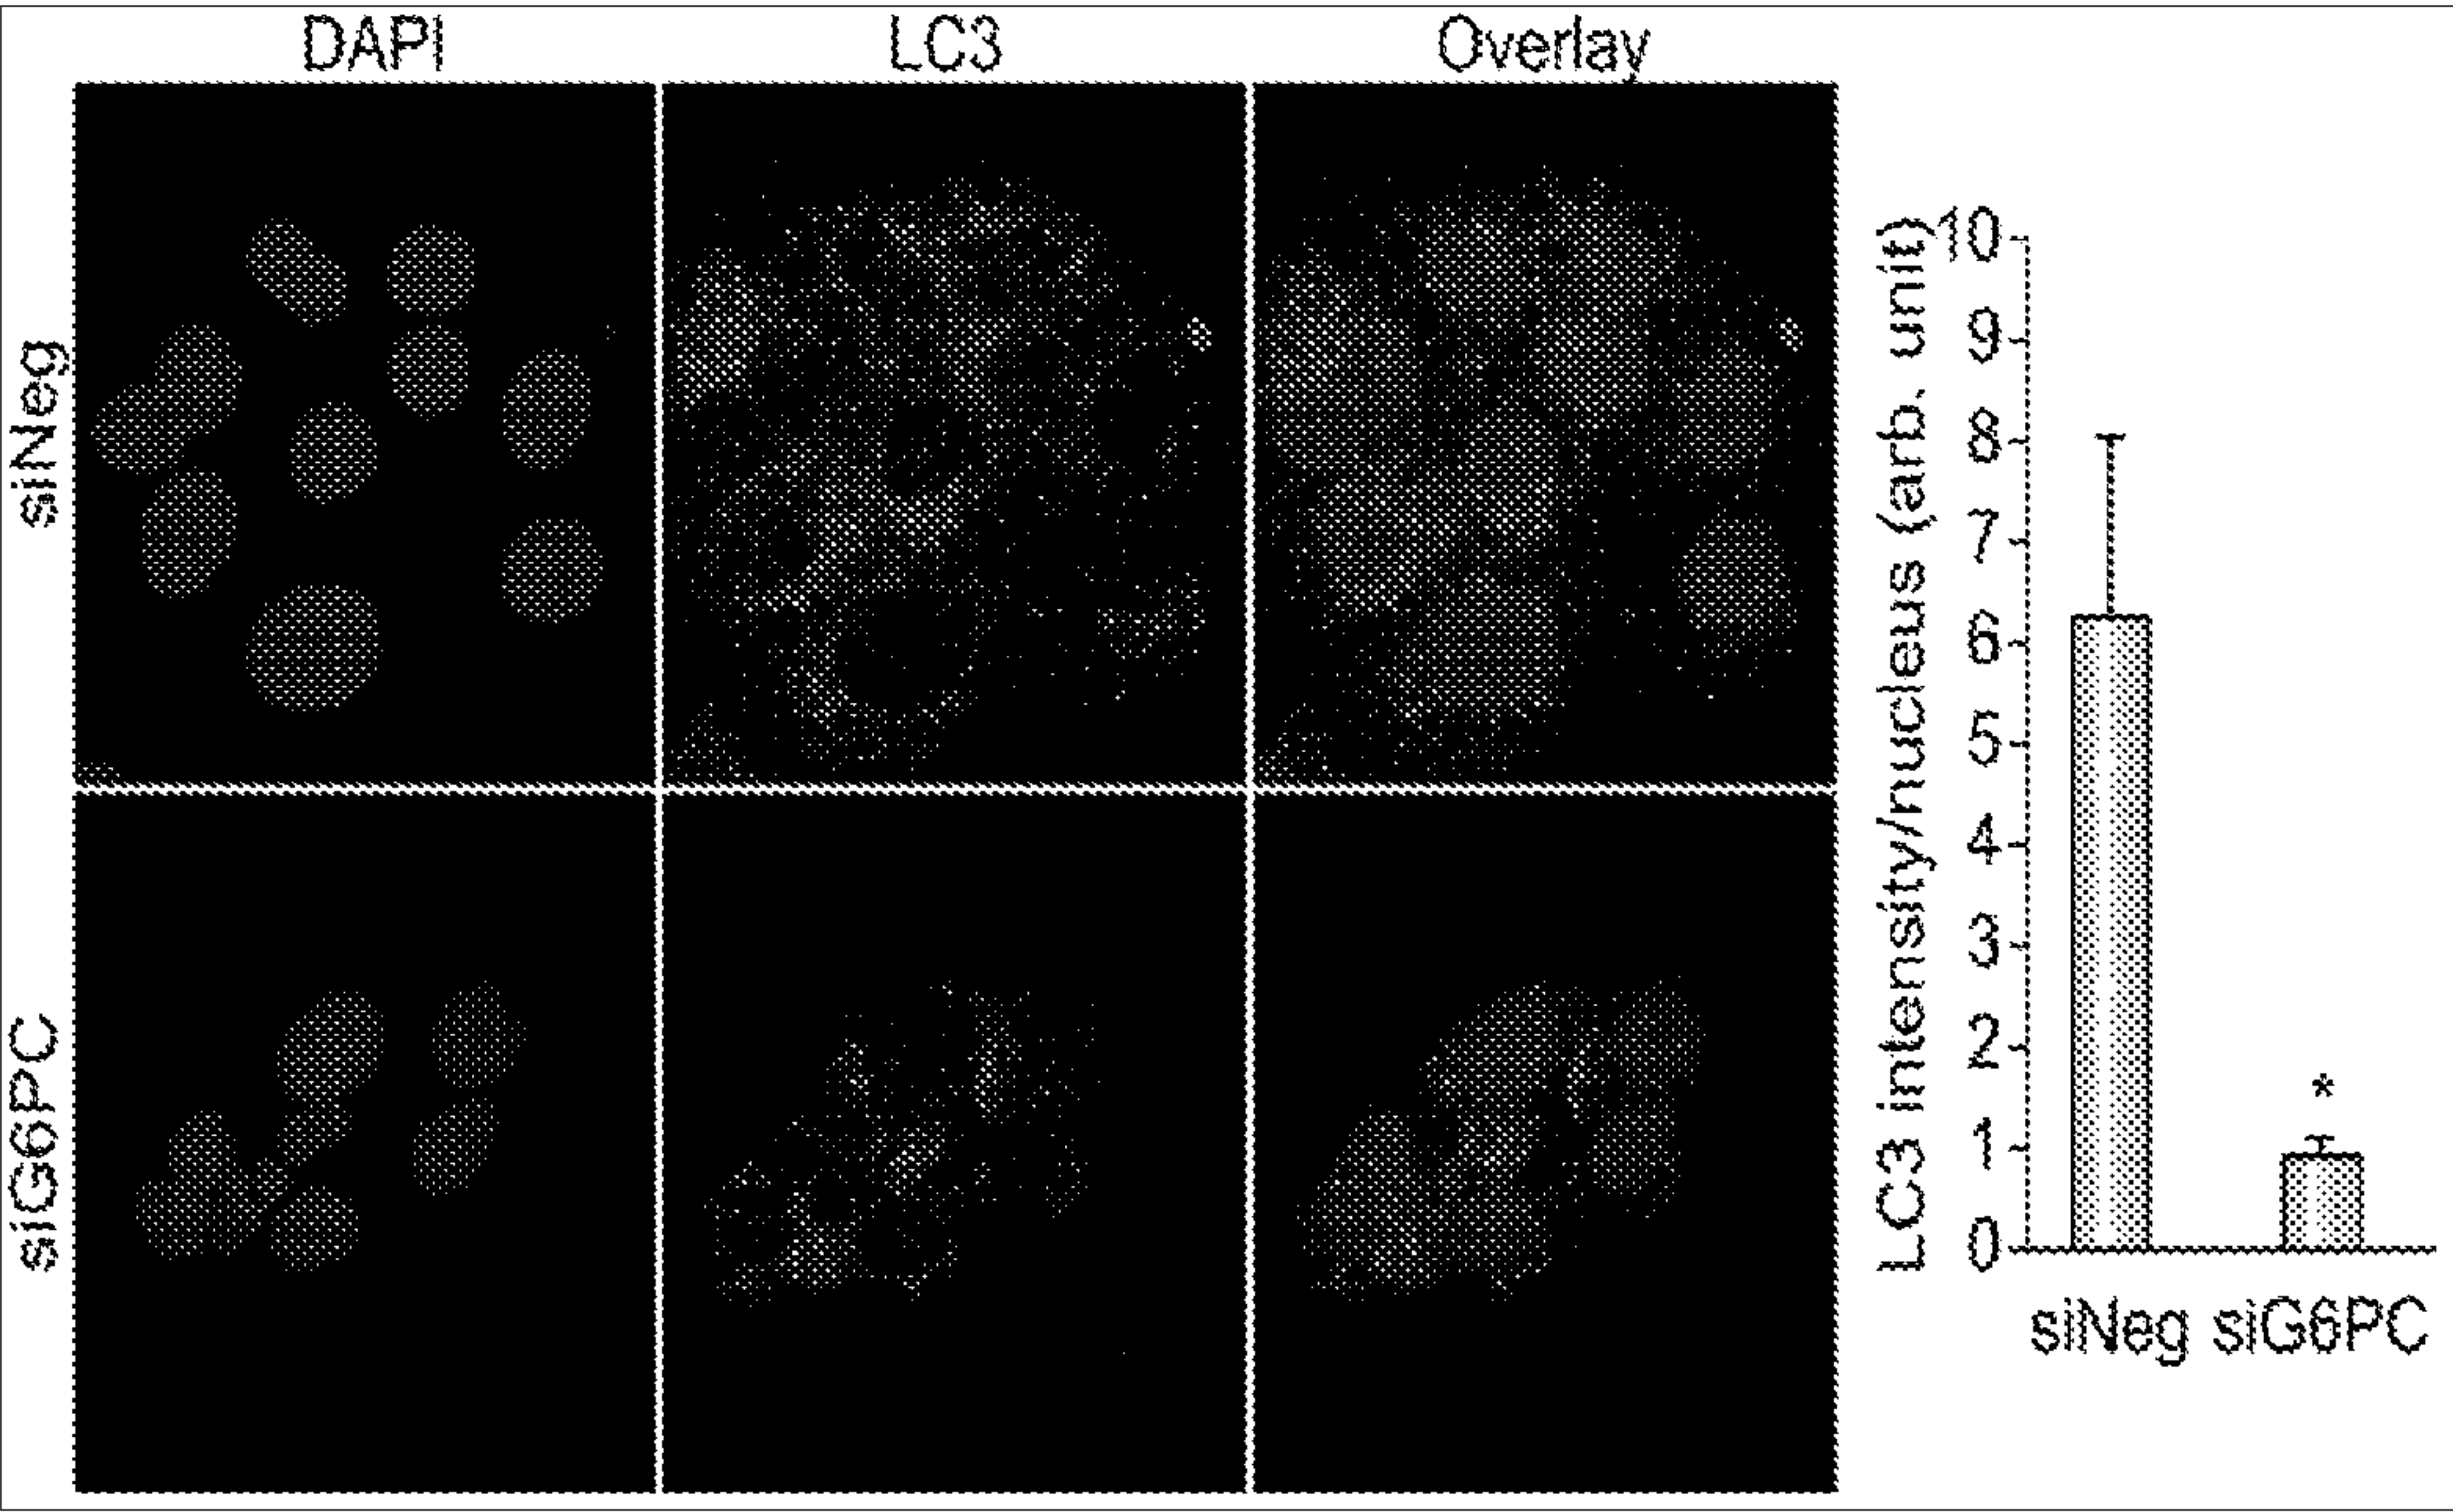 DAPI LC3 Overlay
siNeg
siG6PC
LC3 intensity/nucleus (arb. unit)
10
9
8
7
6
5
4
3
2
1
0
*
siNeg siG6PC